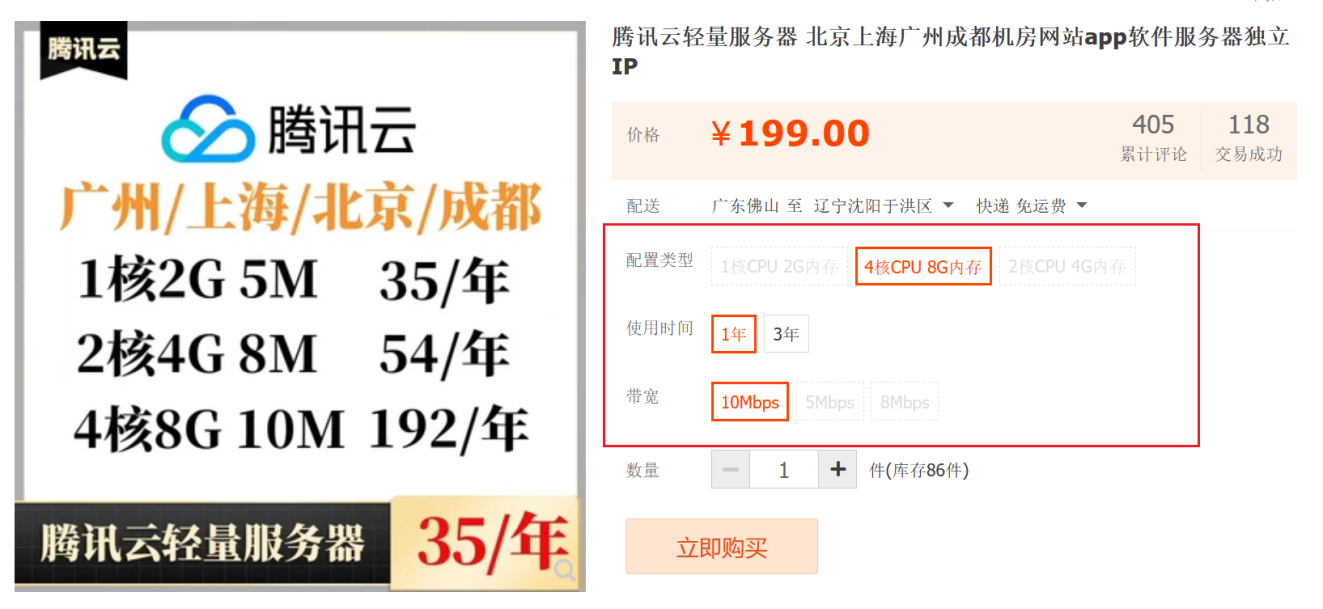 腾讯云
腾讯云
广州/上海/北京/成都
1核2G 5M 35/年
2核4G 8M 54/年
4核8G 10M 192/年
腾讯云轻量服务器 35/年
腾讯云轻量服务器 北京上海广州成都机房网站app软件服务器独立
IP
价格 ¥199.00 405 118
累计评论 交易成功
配送 广东佛山 至 辽宁沈阳于洪区 快递 免运费
配置类型 1核CPU 2G内存 4核CPU 8G内存 2核CPU 4G内存
使用时间 1年 3年
带宽 10Mbps 5Mbps 8Mbps
数量 − 1 + 件(库存86件)
立即购买